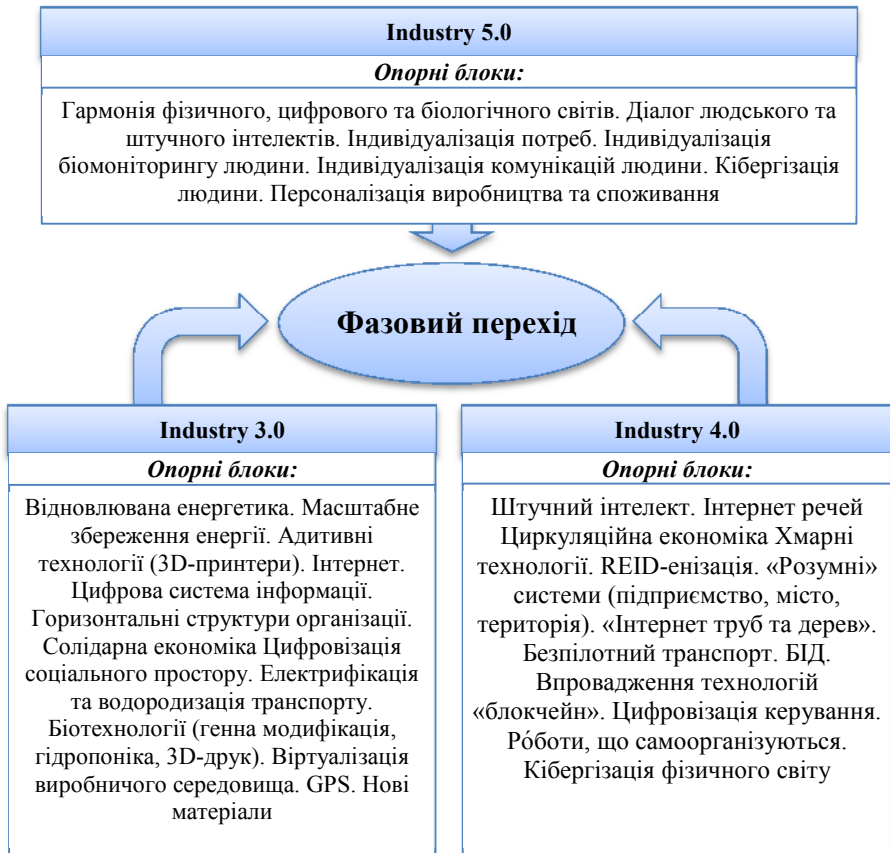 Industry 5.0
Опорні блоки:
Гармонія фізичного, цифрового та біологічного світів. Діалог людського та
штучного інтелектів. Індивідуалізація потреб. Індивідуалізація
біомоніторингу людини. Індивідуалізація комунікацій людини. Кібергізація
людини. Персоналізація виробництва та споживання
Фазовий перехід
Industry 3.0
Опорні блоки:
Відновлювана енергетика. Масштабне
збереження енергії. Адитивні
технології (3D-принтери). Інтернет.
Цифрова система інформації.
Горизонтальні структури організації.
Солідарна економіка Цифровізація
соціального простору. Електрифікація
та водородизація транспорту.
Біотехнології (генна модифікація,
гідропоніка, 3D-друк). Віртуалізація
виробничого середовища. GPS. Нові
матеріали
Industry 4.0
Опорні блоки:
Штучний інтелект. Інтернет речей
Циркуляційна економіка Хмарні
технології. REID-енізація. «Розумні»
системи (підприємство, місто,
територія). «Інтернет труб та дерев».
Безпілотний транспорт. БІД.
Впровадження технологій
«блокчейн». Цифровізація керування.
Ро́боти, що самоорганізуються.
Кібергізація фізичного світу